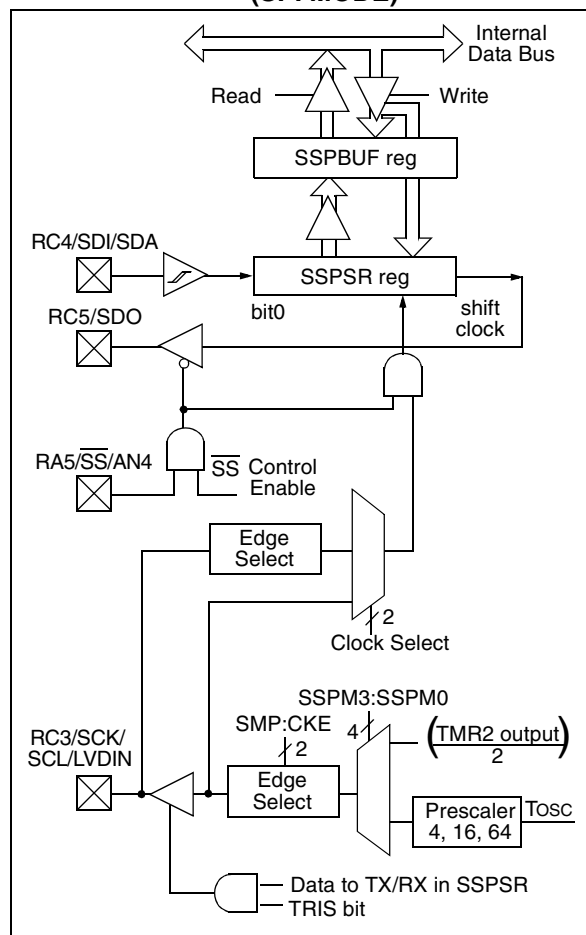 Internal
Data Bus
Read
Write
SSPBUF reg
RC4/SDI/SDA
SSPSR reg
RC5/SDO
bit0
shift
clock
RA5/SS/AN4
SS Control
Enable
Edge
Select
2
Clock Select
SSPM3:SSPM0
SMP:CKE
4
(TMR2 output)
2
RC3/SCK/
SCL/LVDIN
2
Edge
Select
Prescaler
4, 16, 64
TOSC
Data to TX/RX in SSPSR
TRIS bit